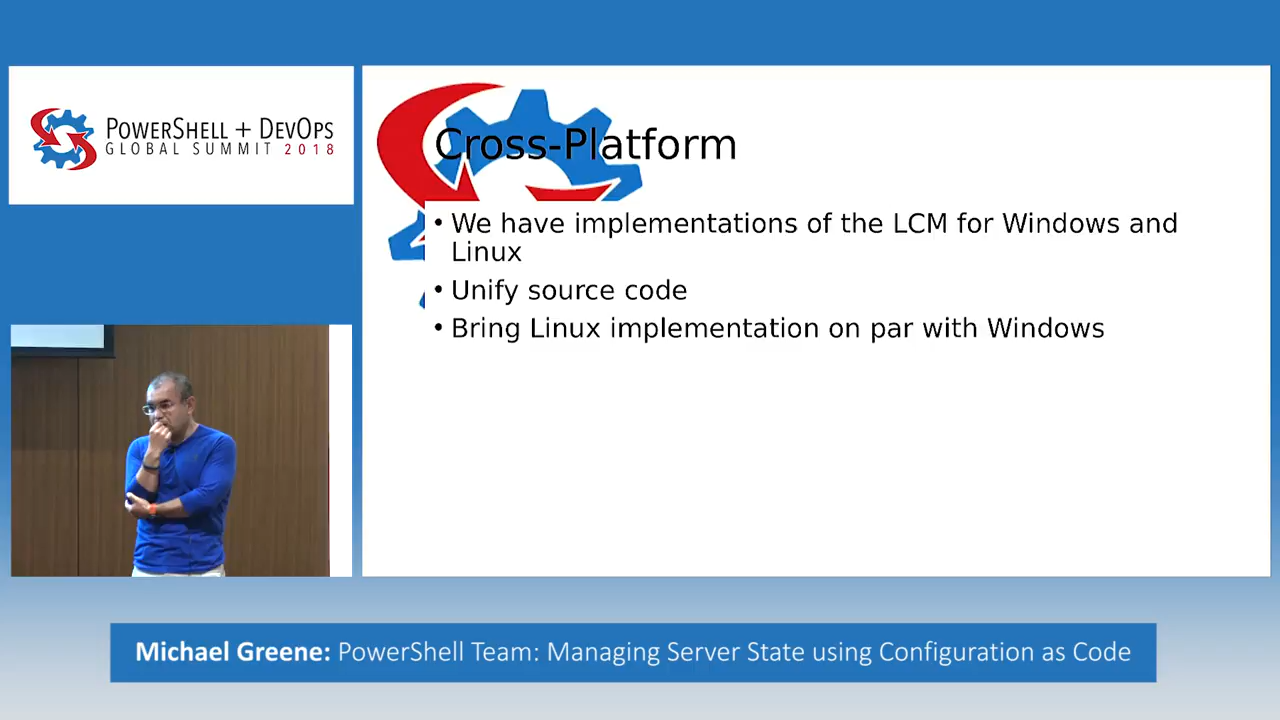 POWERSHELL + DEVOPS
GLOBAL SUMMIT 2018
Cross-Platform
• We have implementations of the LCM for Windows and
Linux
• Unify source code
• Bring Linux implementation on par with Windows
Michael Greene: PowerShell Team: Managing Server State using Configuration as Code